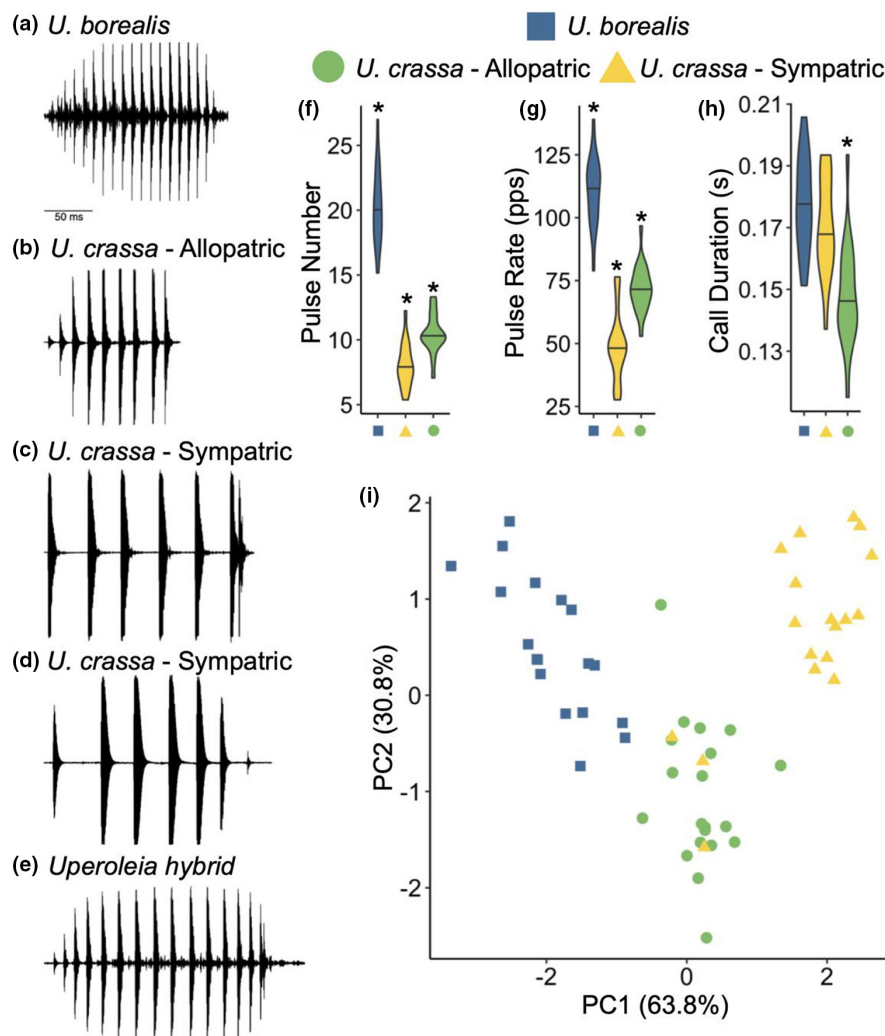 (a) U. borealis
50 ms
(b) U. crassa - Allopatric
(c) U. crassa - Sympatric
(d) U. crassa - Sympatric
(e) Uperoleia hybrid
U. borealis
U. crassa - Allopatric
U. crassa - Sympatric
(f)
Pulse Number
25
20
15
10
5
*
*
*
(g)
Pulse Rate (pps)
125
100
75
50
25
*
*
*
(h)
Call Duration (s)
0.21
0.19
0.17
0.15
0.13
*
(i)
PC2 (30.8%)
2
1
0
-1
-2
-2
0
2
PC1 (63.8%)